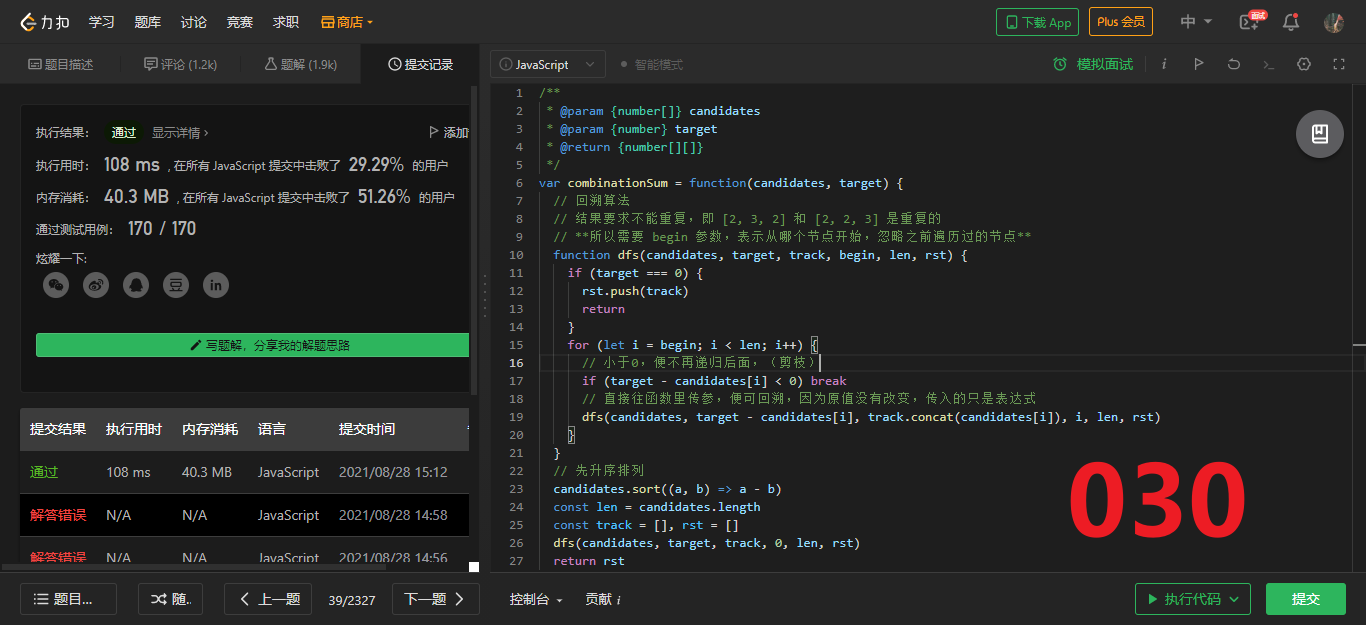 力扣 学习 题库 讨论 竞赛 求职 商店 下载 App Plus 会员 中 面试
题目描述 评论 (1.2k) 题解 (1.9k) 提交记录
执行结果： 通过 显示详情 › 添加
执行用时： 108 ms , 在所有 JavaScript 提交中击败了 29.29% 的用户
内存消耗： 40.3 MB , 在所有 JavaScript 提交中击败了 51.26% 的用户
通过测试用例： 170 / 170
炫耀一下:
豆 in
写题解，分享我的解题思路
提交结果 执行用时 内存消耗 语言 提交时间
通过 108 ms 40.3 MB JavaScript 2021/08/28 15:12
解答错误 N/A N/A JavaScript 2021/08/28 14:58
解答错误 N/A N/A JavaScript 2021/08/28 14:56
JavaScript 智能模式 模拟面试 i
1 /**
2 * @param {number[]} candidates
3 * @param {number} target
4 * @return {number[][]}
5 */
6 var combinationSum = function(candidates, target) {
7 // 回溯算法
8 // 结果要求不能重复，即 [2, 3, 2] 和 [2, 2, 3] 是重复的
9 // **所以需要 begin 参数，表示从哪个节点开始，忽略之前遍历过的节点**
10 function dfs(candidates, target, track, begin, len, rst) {
11 if (target === 0) {
12 rst.push(track)
13 return
14 }
15 for (let i = begin; i < len; i++) {
16 // 小于0，便不再递归后面，（剪枝）
17 if (target - candidates[i] < 0) break
18 // 直接往函数里传参，便可回溯，因为原值没有改变，传入的只是表达式
19 dfs(candidates, target - candidates[i], track.concat(candidates[i]), i, len, rst)
20 }
21 }
22 // 先升序排列
23 candidates.sort((a, b) => a - b)
24 const len = candidates.length
25 const track = [], rst = []
26 dfs(candidates, target, track, 0, len, rst)
27 return rst
030
题目... 随.. 上一题 39/2327 下一题 控制台 贡献 i 执行代码 提交